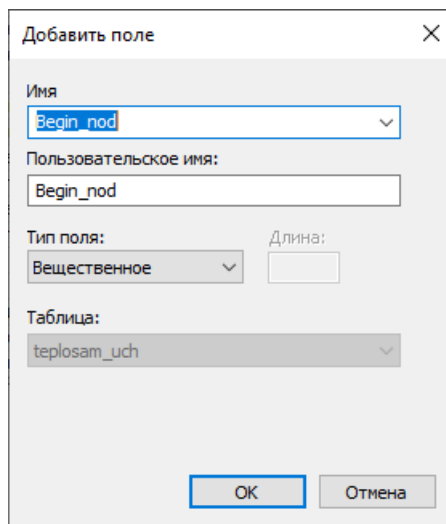 Добавить поле
Имя
Begin_nod
Пользовательское имя:
Begin_nod
Тип поля: Длина:
Вещественное
Таблица:
teplosam_uch
OK Отмена